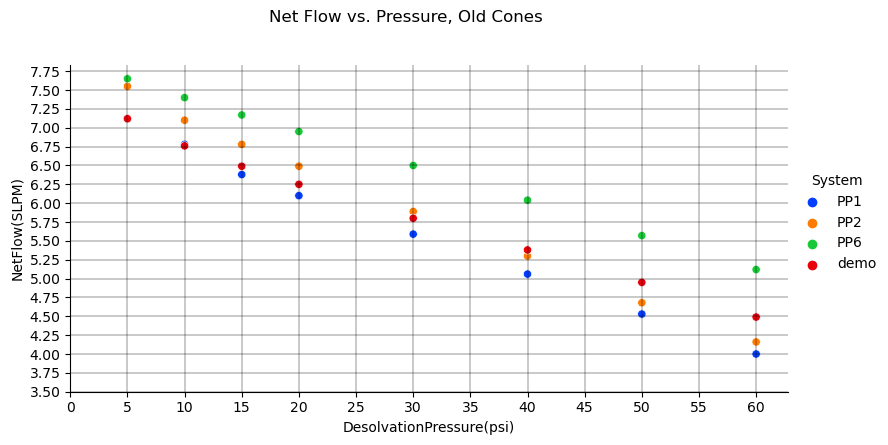 Net Flow vs. Pressure, Old Cones
7.75
7.50
7.25
7.00
6.75
6.50
6.25
6.00
5.75
5.50
5.25
5.00
4.75
4.50
4.25
4.00
3.75
3.50
NetFlow(SLPM)
0 5 10 15 20 25 30 35 40 45 50 55 60
DesolvationPressure(psi)
System
PP1
PP2
PP6
demo